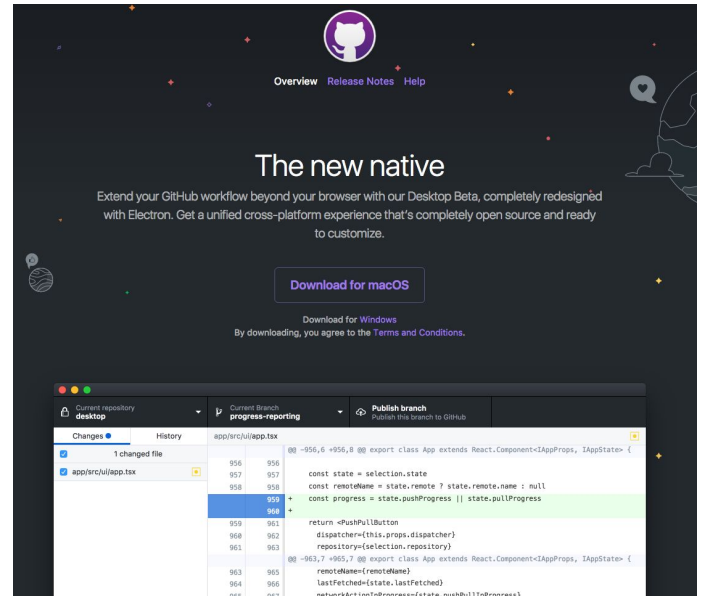 Overview Release Notes Help
The new native
Extend your GitHub workflow beyond your browser with our Desktop Beta, completely redesigned
with Electron. Get a unified cross-platform experience that's completely open source and ready
to customize.
Download for macOS
Download for Windows
By downloading, you agree to the Terms and Conditions.
Current repository
desktop
Current Branch
progress-reporting
Publish branch
Publish this branch to GitHub
Changes History
1 changed file
app/src/ui/app.tsx
app/src/ui/app.tsx
@@ -956,6 +956,8 @@ export class App extends React.Component<IAppProps, IAppState> {
956 956
957 957 const state = selection.state
958 958 const remoteName = state.remote ? state.remote.name : null
959 + const progress = state.pushProgress || state.pullProgress
960 +
959 961 return <PushPullButton
960 962 dispatcher={this.props.dispatcher}
961 963 repository={selection.repository}
@@ -963,7 +965,7 @@ export class App extends React.Component<IAppProps, IAppState> {
963 965 remoteName={remoteName}
964 966 lastFetched={state.lastFetched}
965 967 networkActionInProgress={state.pushPullInProgress}